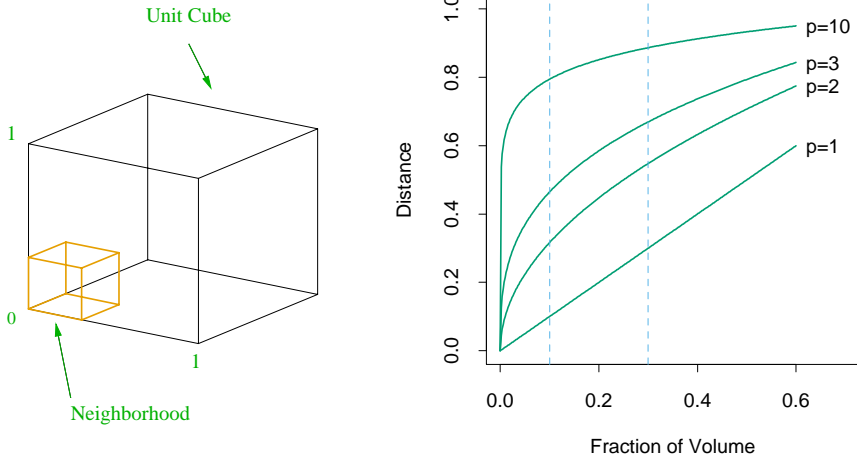 Unit Cube
1
0
1
Neighborhood
1.0
0.8
0.6
0.4
0.2
0.0
Distance
p=10
p=3
p=2
p=1
0.0 0.2 0.4 0.6
Fraction of Volume